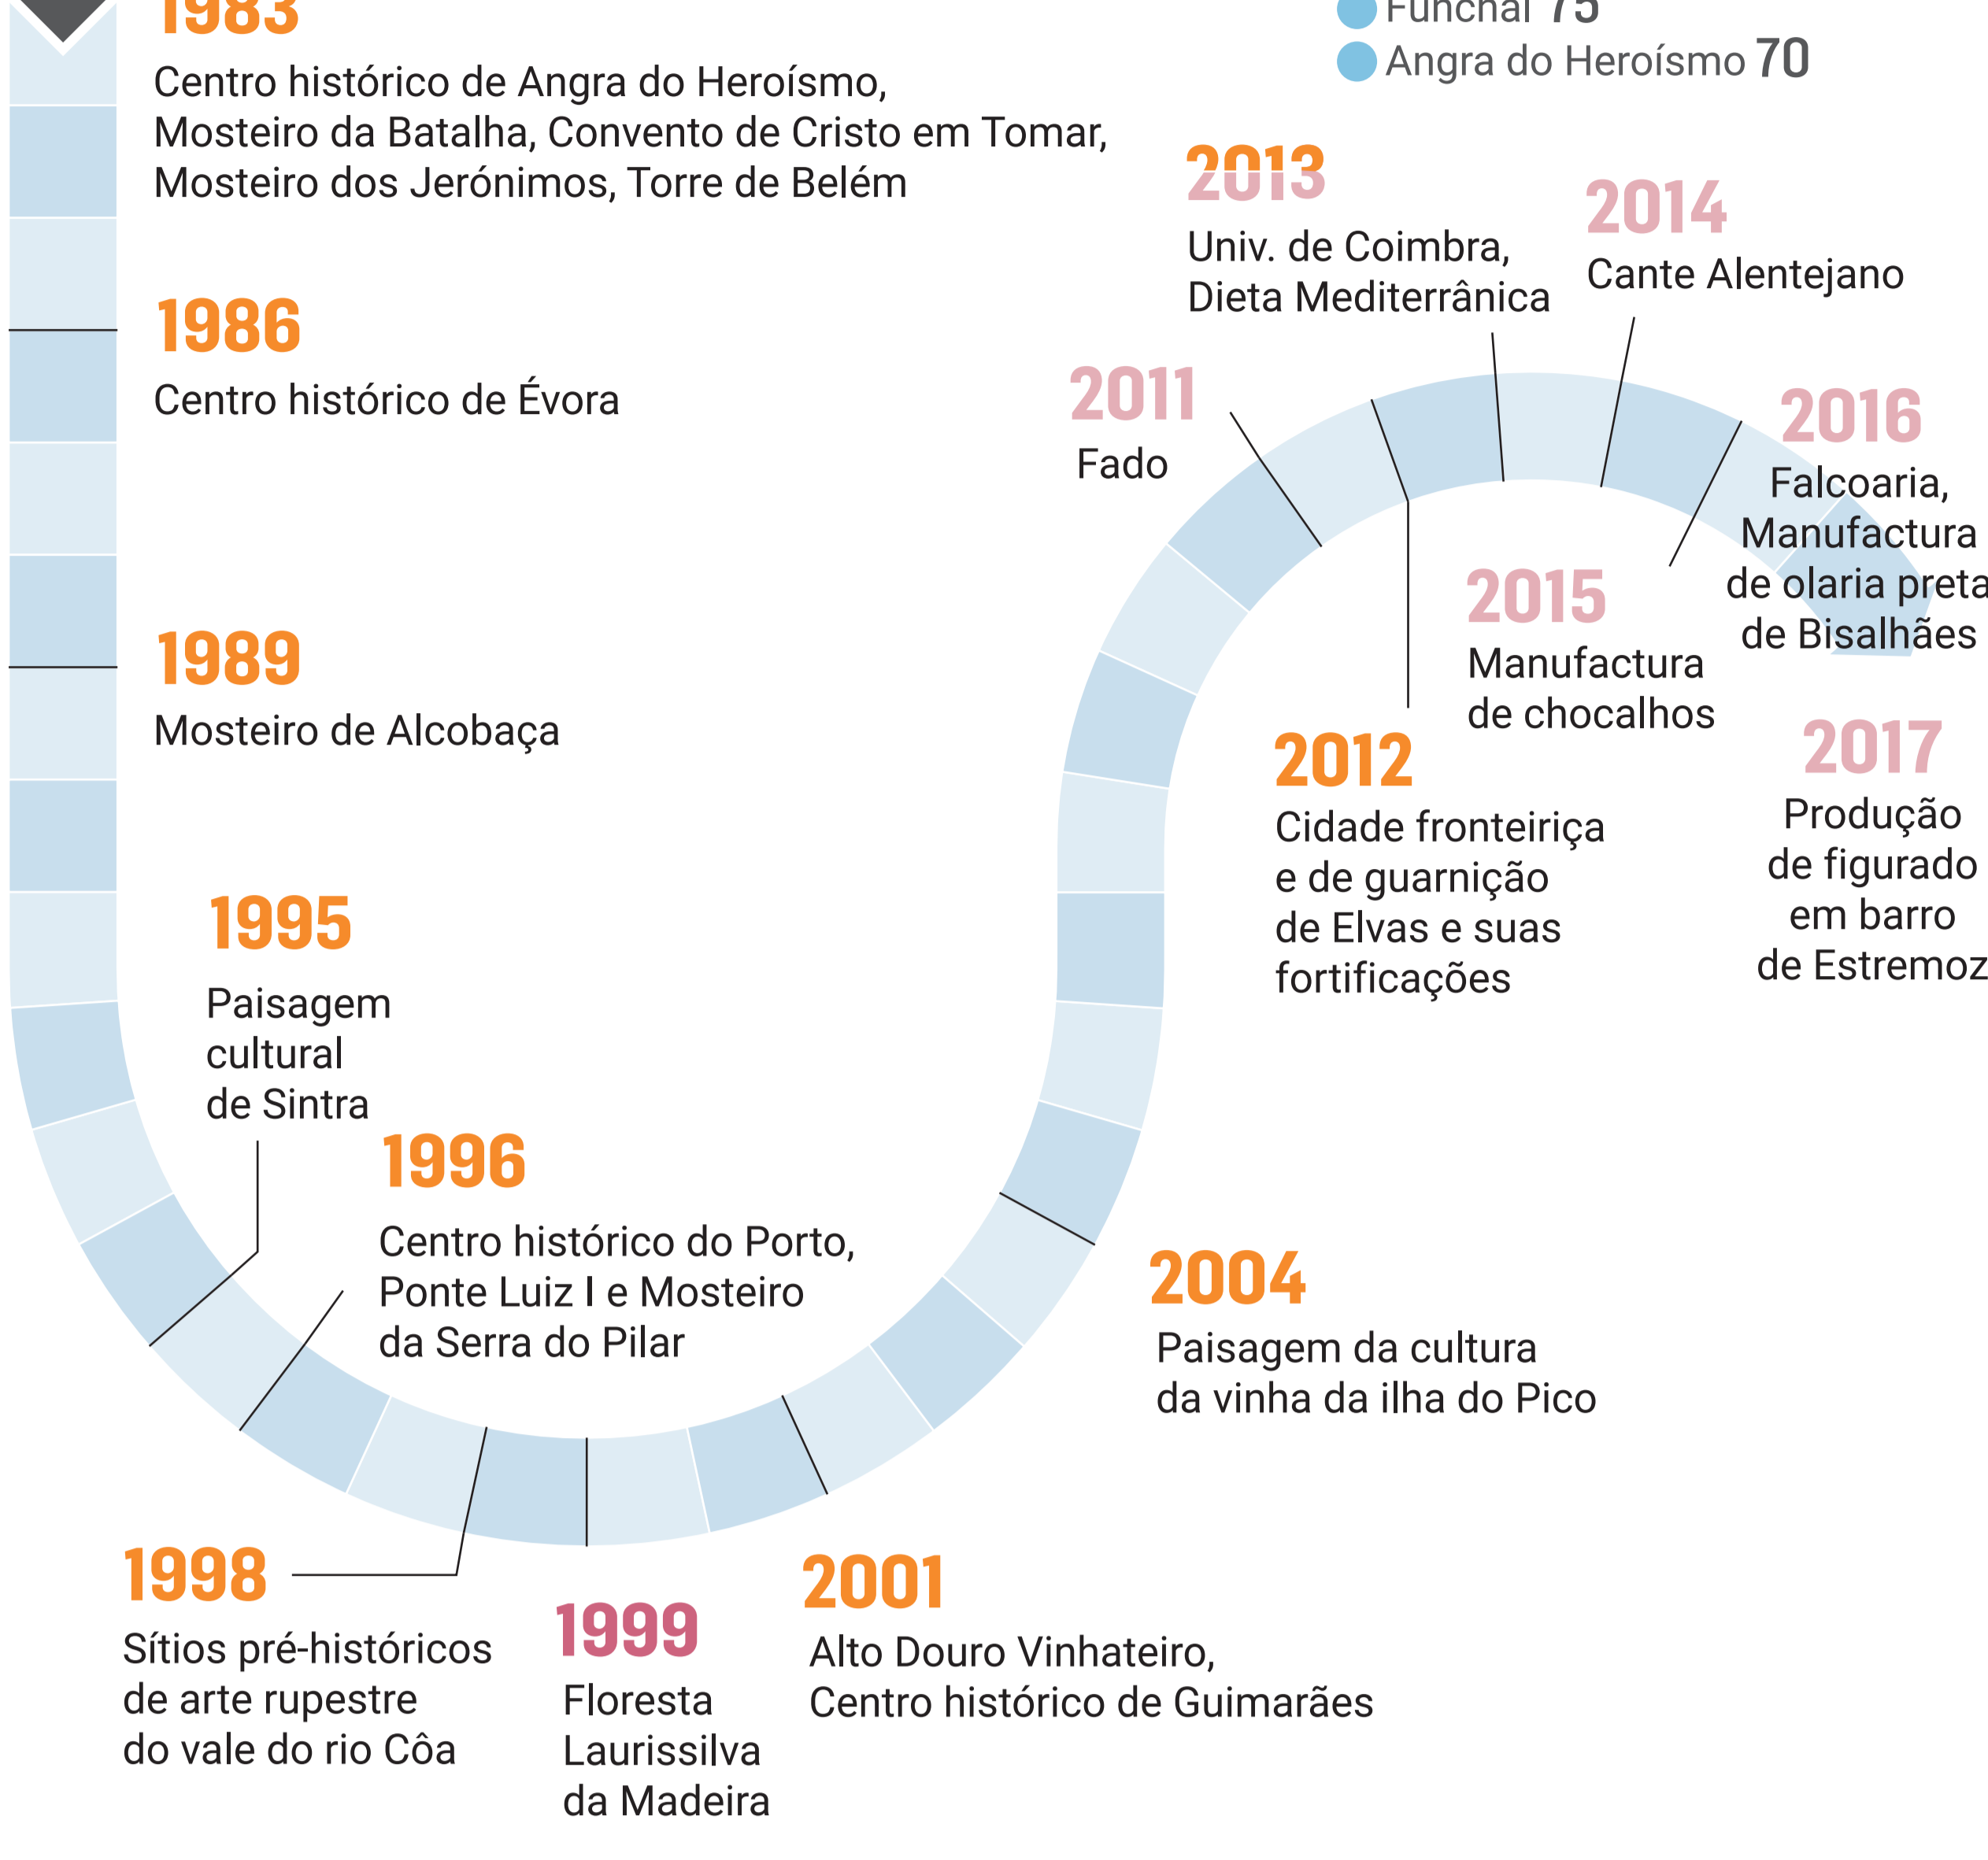 1983
Centro histórico de Angra do Heroísmo,
Mosteiro da Batalha, Convento de Cristo em Tomar,
Mosteiro dos Jerónimos, Torre de Belém
Funchal 75
Angra do Heroísmo 70
1986
Centro histórico de Évora
1989
Mosteiro de Alcobaça
1995
Paisagem
cultural
de Sintra
1996
Centro histórico do Porto,
Ponte Luiz I e Mosteiro
da Serra do Pilar
1998
Sítios pré-históricos
de arte rupestre
do vale do rio Côa
1999
Floresta
Laurissilva
da Madeira
2001
Alto Douro Vinhateiro,
Centro histórico de Guimarães
2004
Paisagem da cultura
da vinha da ilha do Pico
2011
Fado
2012
Cidade fronteiriça
e de guarnição
de Elvas e suas
fortificações
2013
Univ. de Coimbra,
Dieta Mediterrânica
2014
Cante Alentejano
2015
Manufactura
de chocalhos
2016
Falcoaria,
Manufactura
de olaria preta
de Bisalhães
2017
Produção
de figurado
em barro
de Estremoz